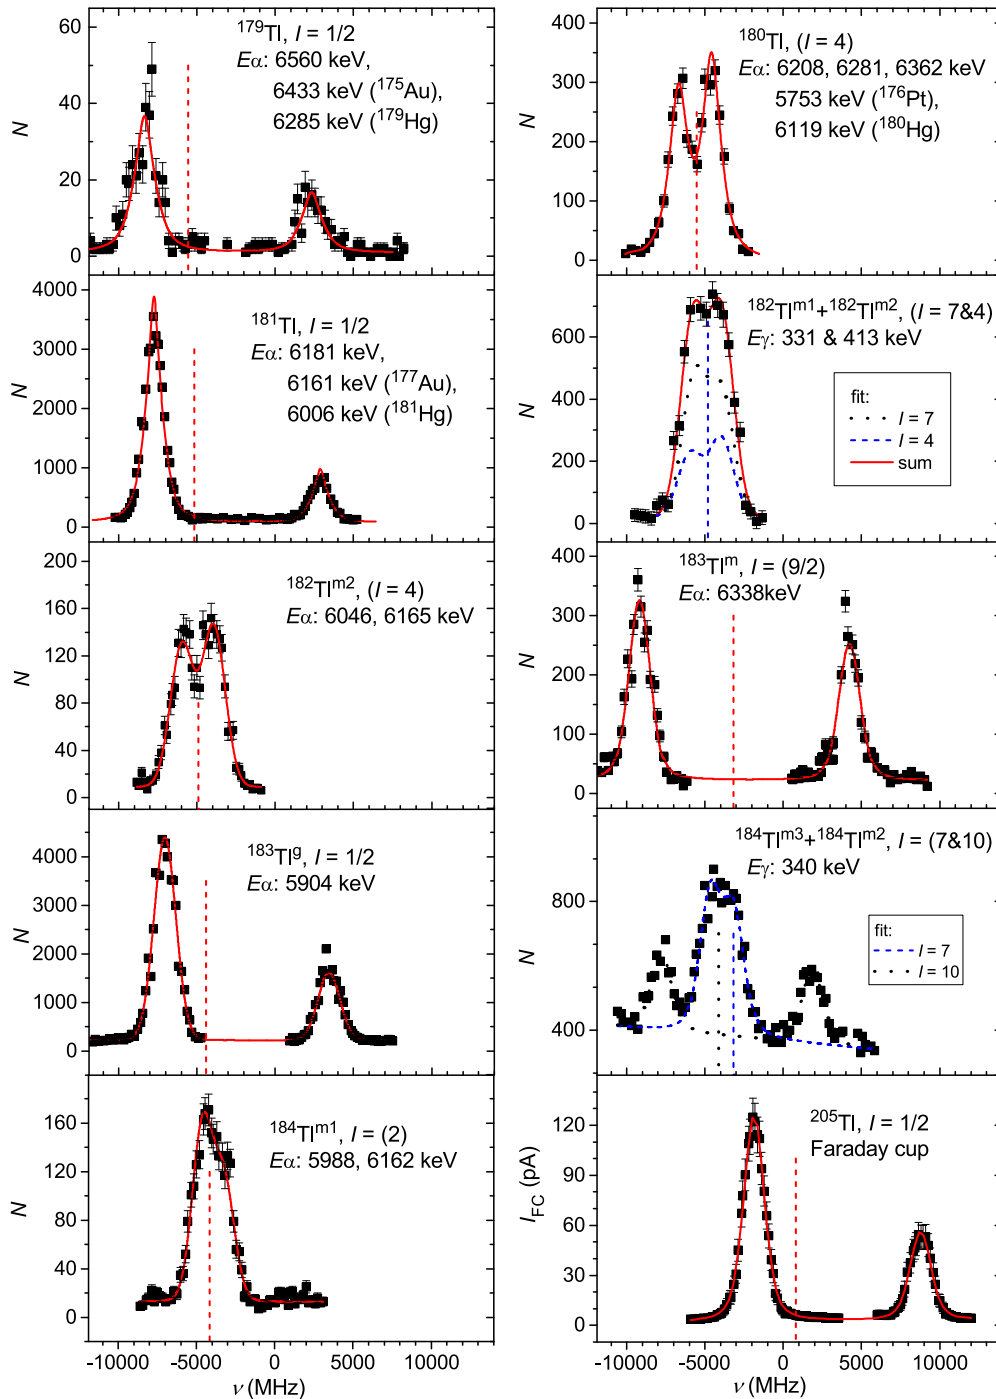 ¹⁷⁹Tl, I = 1/2
Eα: 6560 keV,
6433 keV (¹⁷⁵Au),
6285 keV (¹⁷⁹Hg)
60
40
20
0
N
¹⁸⁰Tl, (I = 4)
Eα: 6208, 6281, 6362 keV
5753 keV (¹⁷⁶Pt),
6119 keV (¹⁸⁰Hg)
400
300
200
100
0
N
¹⁸¹Tl, I = 1/2
Eα: 6181 keV,
6161 keV (¹⁷⁷Au),
6006 keV (¹⁸¹Hg)
4000
3000
2000
1000
0
N
¹⁸²Tlᵐ¹+¹⁸²Tlᵐ², (I = 7&4)
Eγ: 331 & 413 keV
fit:
I = 7
I = 4
sum
600
400
200
0
N
¹⁸²Tlᵐ², (I = 4)
Eα: 6046, 6165 keV
200
160
120
80
40
0
N
¹⁸³Tlᵐ, I = (9/2)
Eα: 6338keV
400
300
200
100
0
N
¹⁸³Tlᵍ, I = 1/2
Eα: 5904 keV
4000
3000
2000
1000
0
N
¹⁸⁴Tlᵐ³+¹⁸⁴Tlᵐ², I = (7&10)
Eγ: 340 keV
fit:
I = 7
I = 10
800
400
N
¹⁸⁴Tlᵐ¹, I = (2)
Eα: 5988, 6162 keV
160
120
80
40
0
N
-10000 -5000 0 5000 10000
ν (MHz)
²⁰⁵Tl, I = 1/2
Faraday cup
120
90
60
30
0
I_FC (pA)
-10000 -5000 0 5000 10000
ν (MHz)